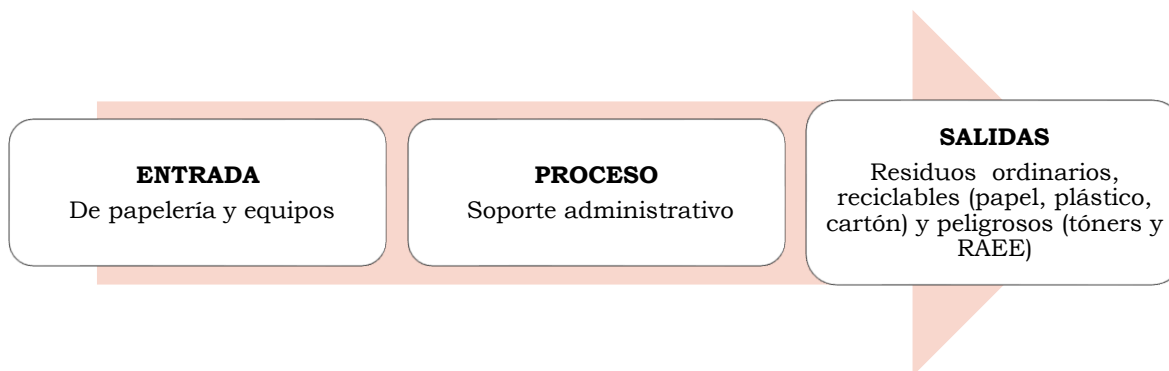 ENTRADA
De papelería y equipos
PROCESO
Soporte administrativo
SALIDAS
Residuos ordinarios,
reciclables (papel, plástico,
cartón) y peligrosos (tóners y
RAEE)